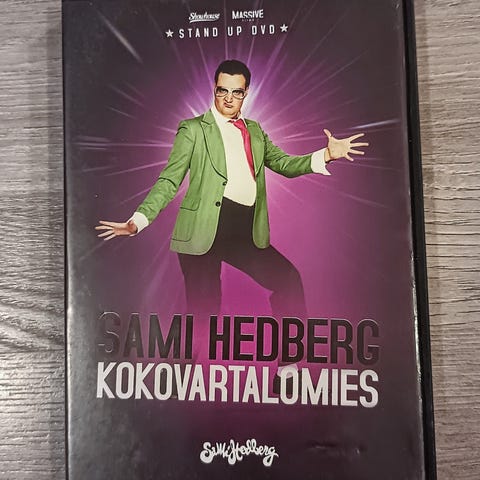 Showhouse MASSIVE
★ STAND UP DVD ★
SAMI HEDBERG
KOKOVARTALOMIES
Sami Hedberg